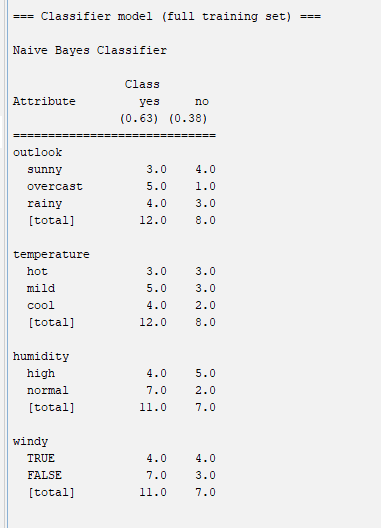 === Classifier model (full training set) ===
Naive Bayes Classifier
Class
Attribute yes no
(0.63) (0.38)
==============================
outlook
sunny 3.0 4.0
overcast 5.0 1.0
rainy 4.0 3.0
[total] 12.0 8.0
temperature
hot 3.0 3.0
mild 5.0 3.0
cool 4.0 2.0
[total] 12.0 8.0
humidity
high 4.0 5.0
normal 7.0 2.0
[total] 11.0 7.0
windy
TRUE 4.0 4.0
FALSE 7.0 3.0
[total] 11.0 7.0